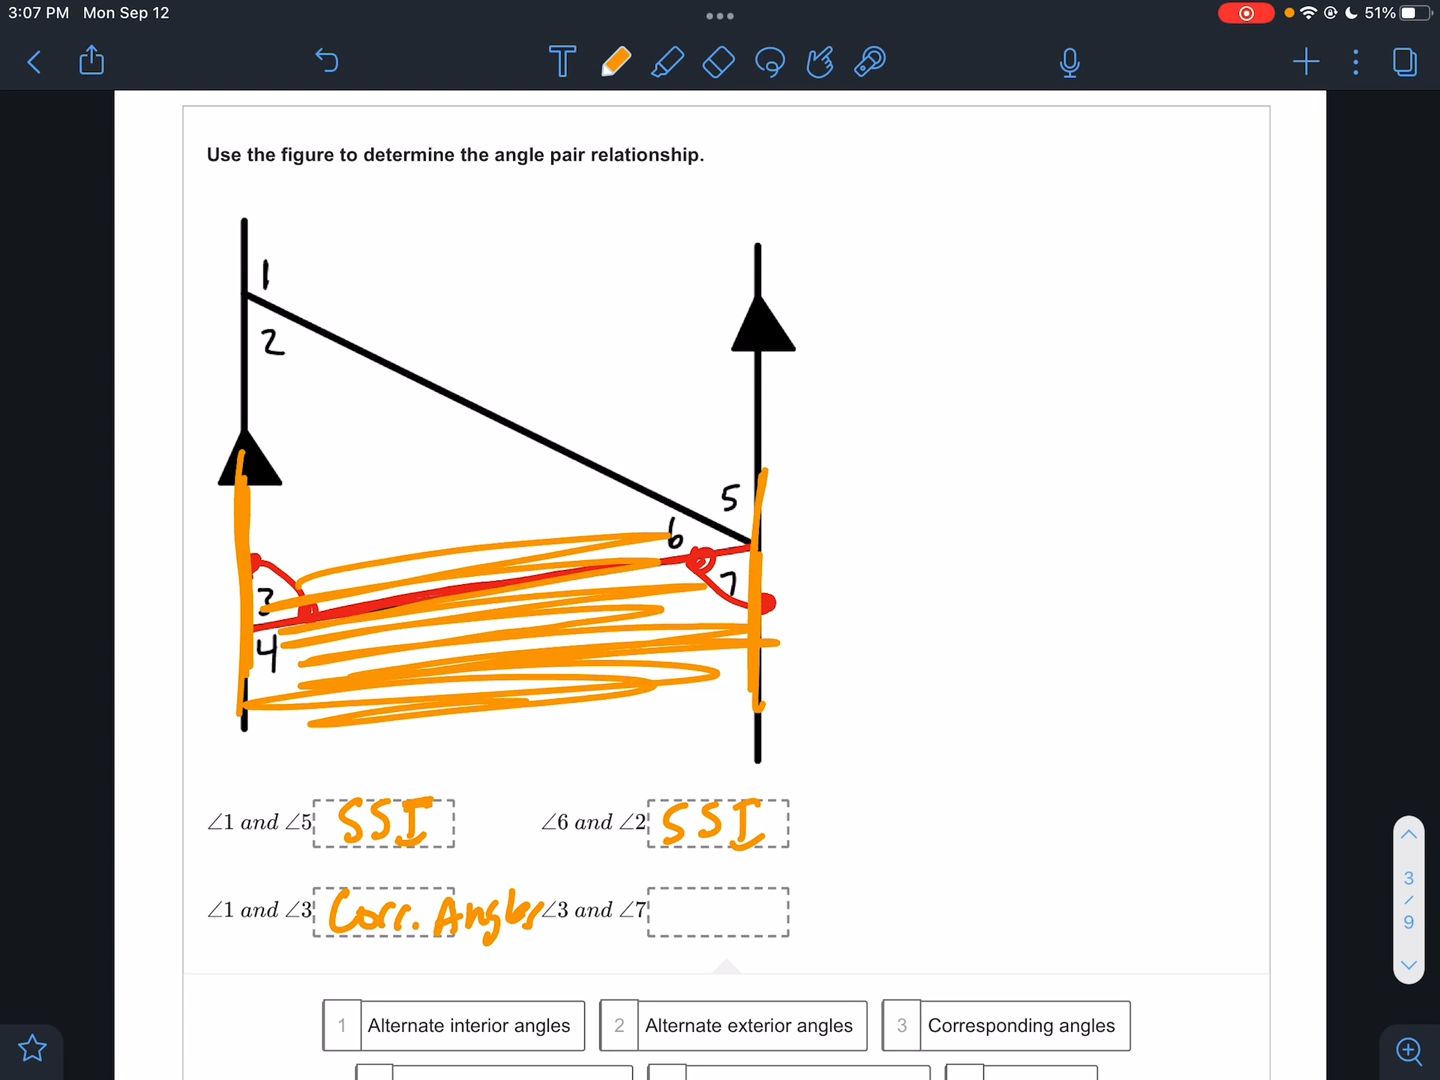 3:07 PM Mon Sep 12 51%
T
Use the figure to determine the angle pair relationship.
1
2
5
6
3
7
4
∠1 and ∠5 SSI ∠6 and ∠2 SSI
∠1 and ∠3 Corr. Angles ∠3 and ∠7
3
/
9
1 Alternate interior angles 2 Alternate exterior angles 3 Corresponding angles